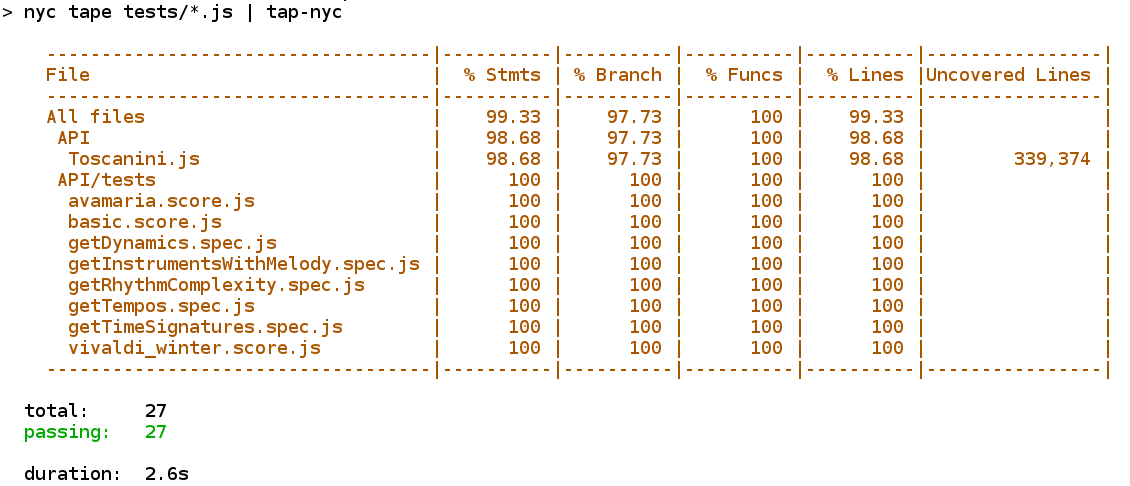 > nyc tape tests/*.js | tap-nyc
-----------------------------------|----------|----------|----------|----------|----------------|
File                               |  % Stmts | % Branch |  % Funcs |  % Lines |Uncovered Lines |
-----------------------------------|----------|----------|----------|----------|----------------|
All files                          |    99.33 |    97.73 |      100 |    99.33 |                |
 API                               |    98.68 |    97.73 |      100 |    98.68 |                |
  Toscanini.js                     |    98.68 |    97.73 |      100 |    98.68 |        339,374 |
 API/tests                         |      100 |      100 |      100 |      100 |                |
  avamaria.score.js                |      100 |      100 |      100 |      100 |                |
  basic.score.js                   |      100 |      100 |      100 |      100 |                |
  getDynamics.spec.js              |      100 |      100 |      100 |      100 |                |
  getInstrumentsWithMelody.spec.js |      100 |      100 |      100 |      100 |                |
  getRhythmComplexity.spec.js      |      100 |      100 |      100 |      100 |                |
  getTempos.spec.js                |      100 |      100 |      100 |      100 |                |
  getTimeSignatures.spec.js        |      100 |      100 |      100 |      100 |                |
  vivaldi_winter.score.js          |      100 |      100 |      100 |      100 |                |
-----------------------------------|----------|----------|----------|----------|----------------|
total:     27
passing:   27
duration:  2.6s